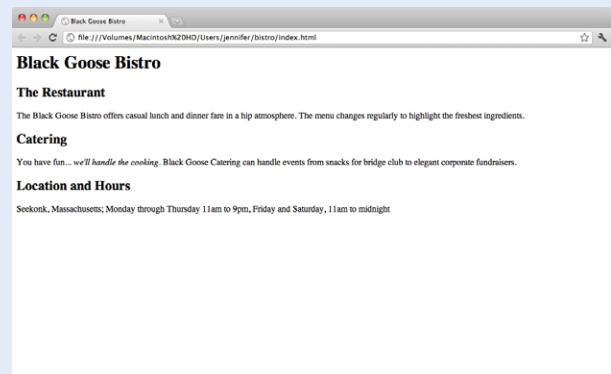 Black Goose Bistro
file:///Volumes/Macintosh%20HD/Users/jennifer/bistro/index.html
Black Goose Bistro
The Restaurant
The Black Goose Bistro offers casual lunch and dinner fare in a hip atmosphere. The menu changes regularly to highlight the freshest ingredients.
Catering
You have fun... we'll handle the cooking. Black Goose Catering can handle events from snacks for bridge club to elegant corporate fundraisers.
Location and Hours
Seekonk, Massachusetts; Monday through Thursday 11am to 9pm, Friday and Saturday, 11am to midnight